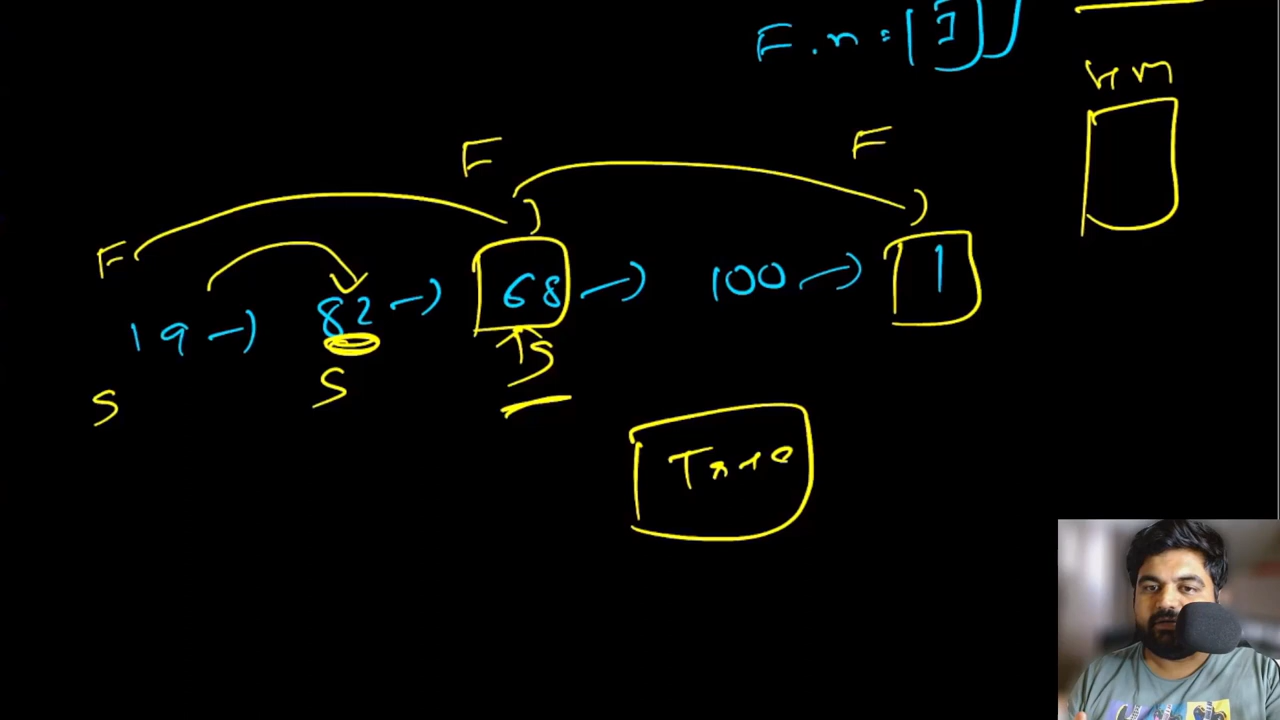 F
F
F
19 → 82 → 68 → 100 → 1
S S S
True